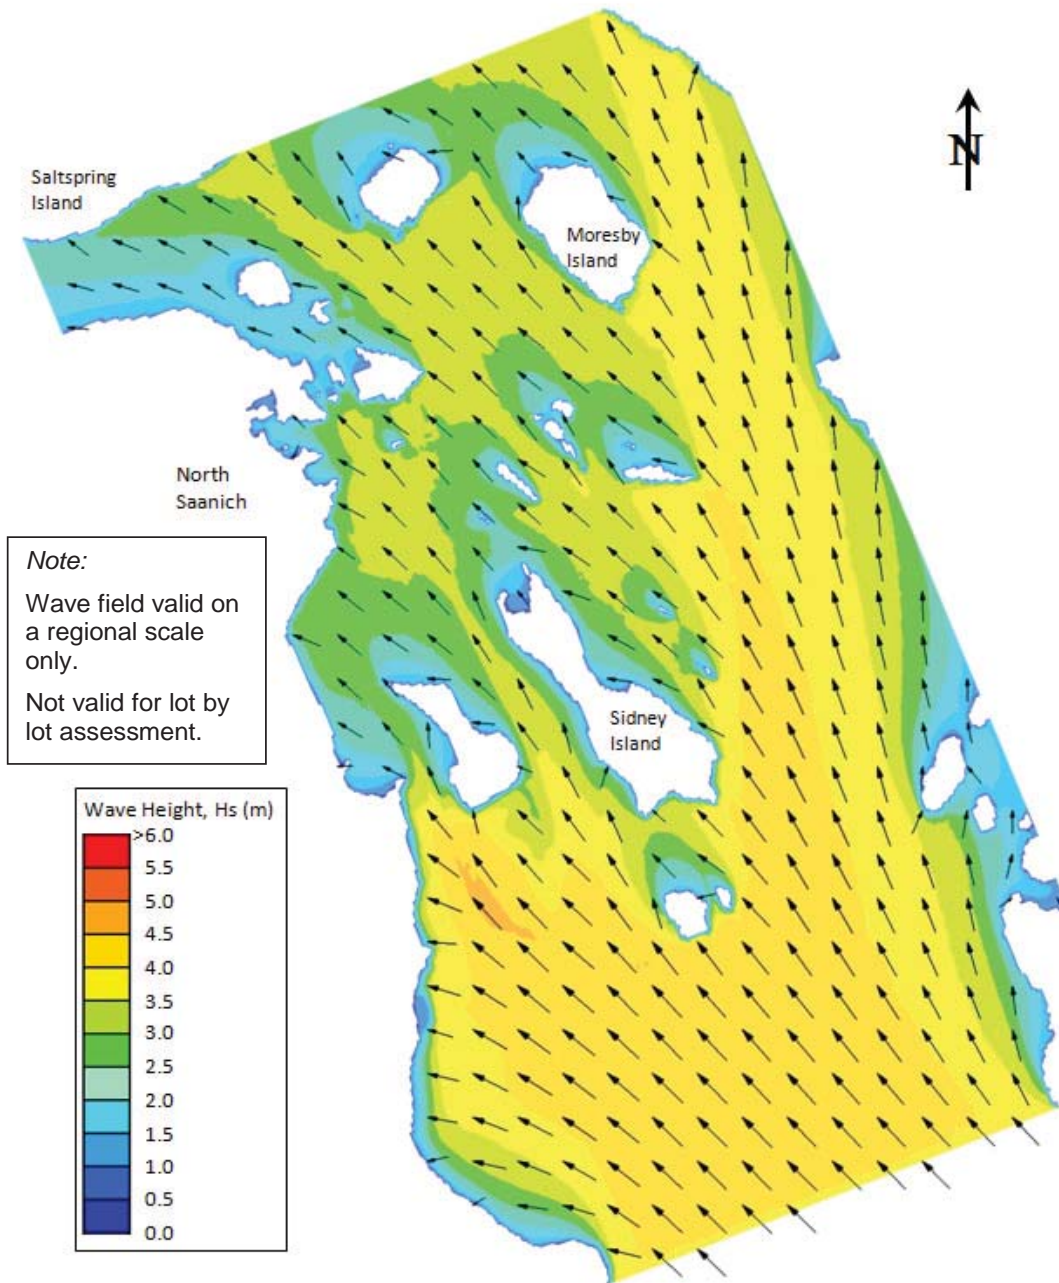 N
Saltspring
Island
Moresby
Island
North
Saanich
Note:
Wave field valid on
a regional scale
only.
Not valid for lot by
lot assessment.
Sidney
Island
Wave Height, Hs (m)
>6.0
5.5
5.0
4.5
4.0
3.5
3.0
2.5
2.0
1.5
1.0
0.5
0.0